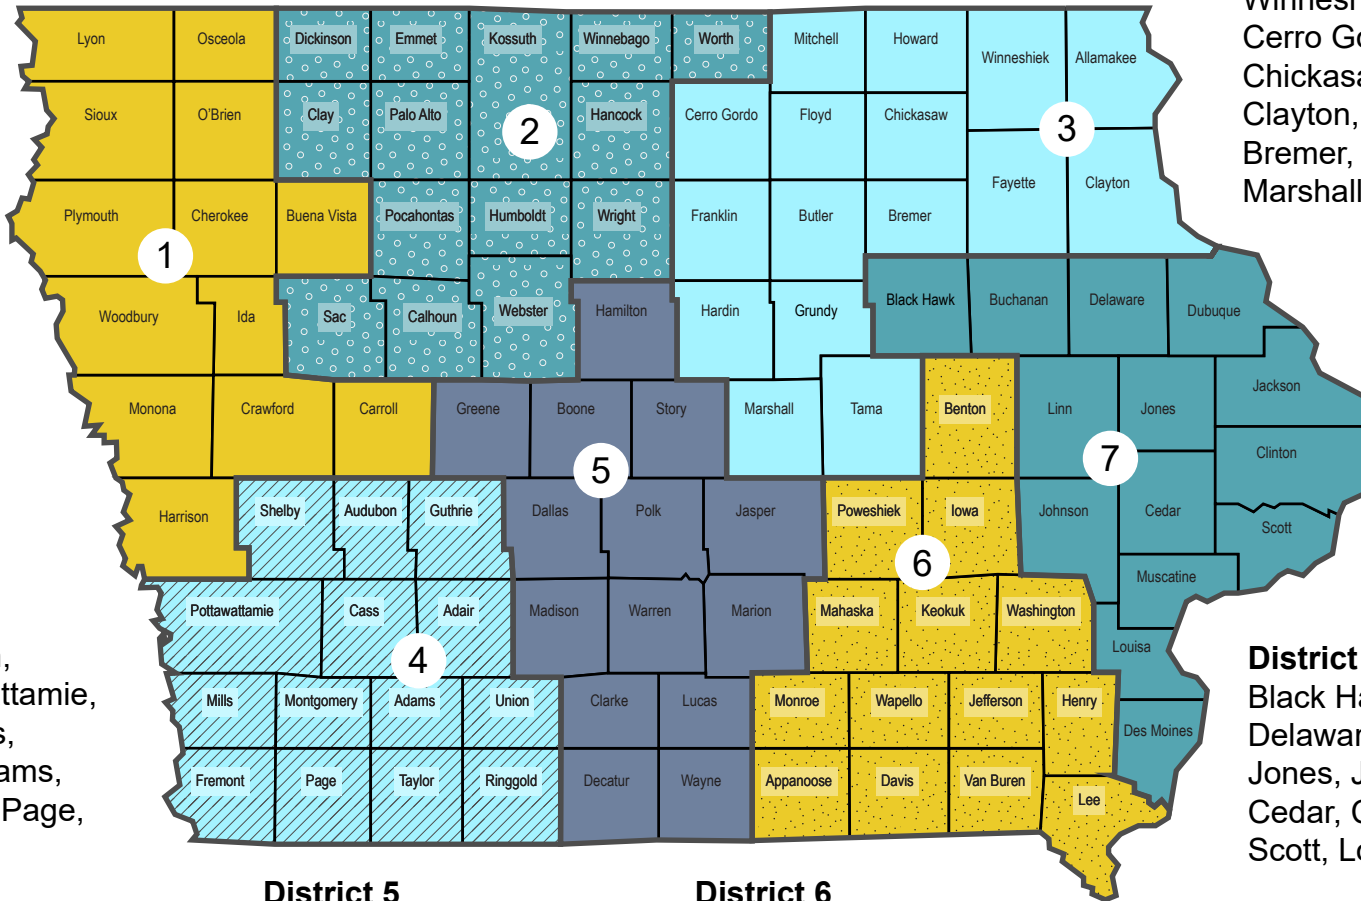 Winnesh
Cerro Go
Chickasa
Clayton,
Bremer,
Marshall
Lyon
Osceola
Dickinson
Emmet
Kossuth
Winnebago
Worth
Mitchell
Howard
Winneshiek
Allamakee
Sioux
O'Brien
Clay
Palo Alto
2
Hancock
Cerro Gordo
Floyd
Chickasaw
3
Plymouth
Cherokee
Buena Vista
Pocahontas
Humboldt
Wright
Franklin
Butler
Bremer
Fayette
Clayton
1
Woodbury
Ida
Sac
Calhoun
Webster
Hamilton
Hardin
Grundy
Black Hawk
Buchanan
Delaware
Dubuque
Monona
Crawford
Carroll
Greene
Boone
Story
Marshall
Tama
Benton
Linn
Jones
Jackson
5
7
Clinton
Harrison
Shelby
Audubon
Guthrie
Dallas
Polk
Jasper
Poweshiek
Iowa
Johnson
Cedar
Scott
6
Muscatine
Pottawattamie
Cass
Adair
Madison
Warren
Marion
Mahaska
Keokuk
Washington
Louisa
4
Mills
Montgomery
Adams
Union
Clarke
Lucas
Monroe
Wapello
Jefferson
Henry
Des Moines
Fremont
Page
Taylor
Ringgold
Decatur
Wayne
Appanoose
Davis
Van Buren
Lee
ttamie,
s,
ams,
Page,
District
Black Ha
Delawar
Jones, J
Cedar, C
Scott, Lo
District 5
District 6